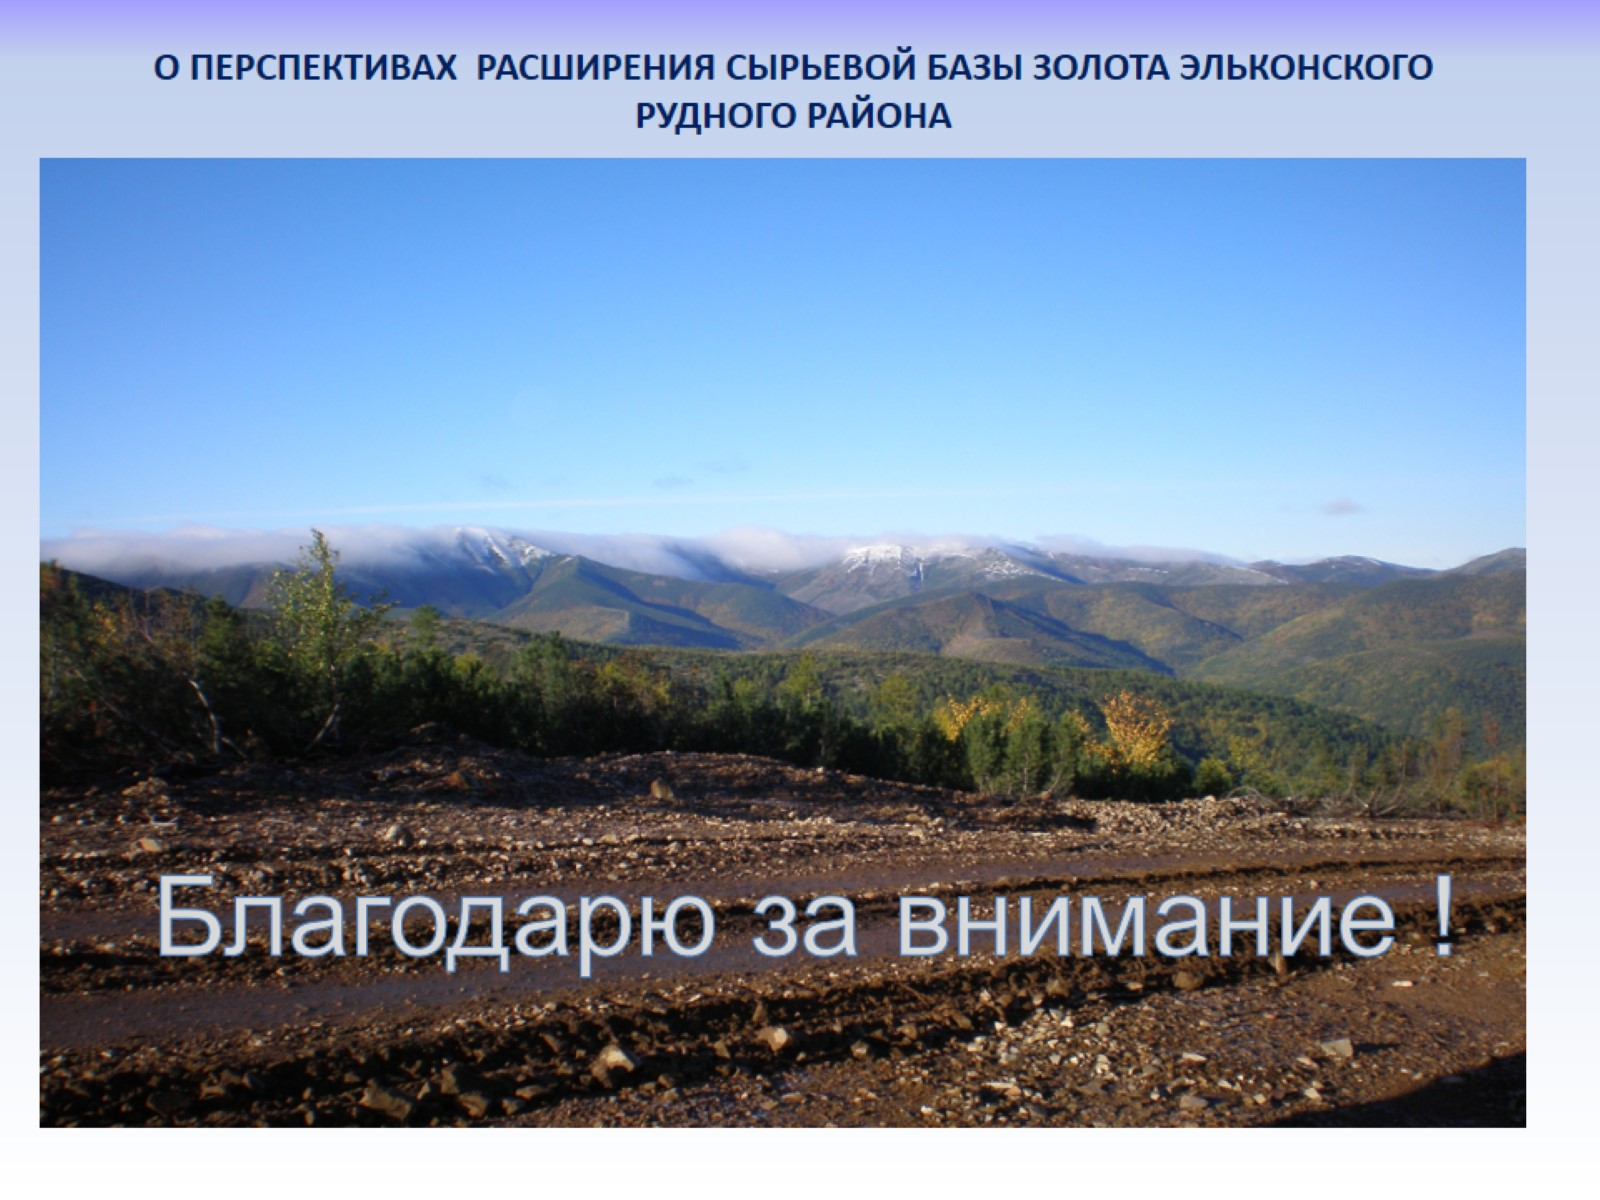 О ПЕРСПЕКТИВАХ РАСШИРЕНИЯ СЫРЬЕВОЙ БАЗЫ ЗОЛОТА ЭЛЬКОНСКОГО
РУДНОГО РАЙОНА
Благодарю за внимание !